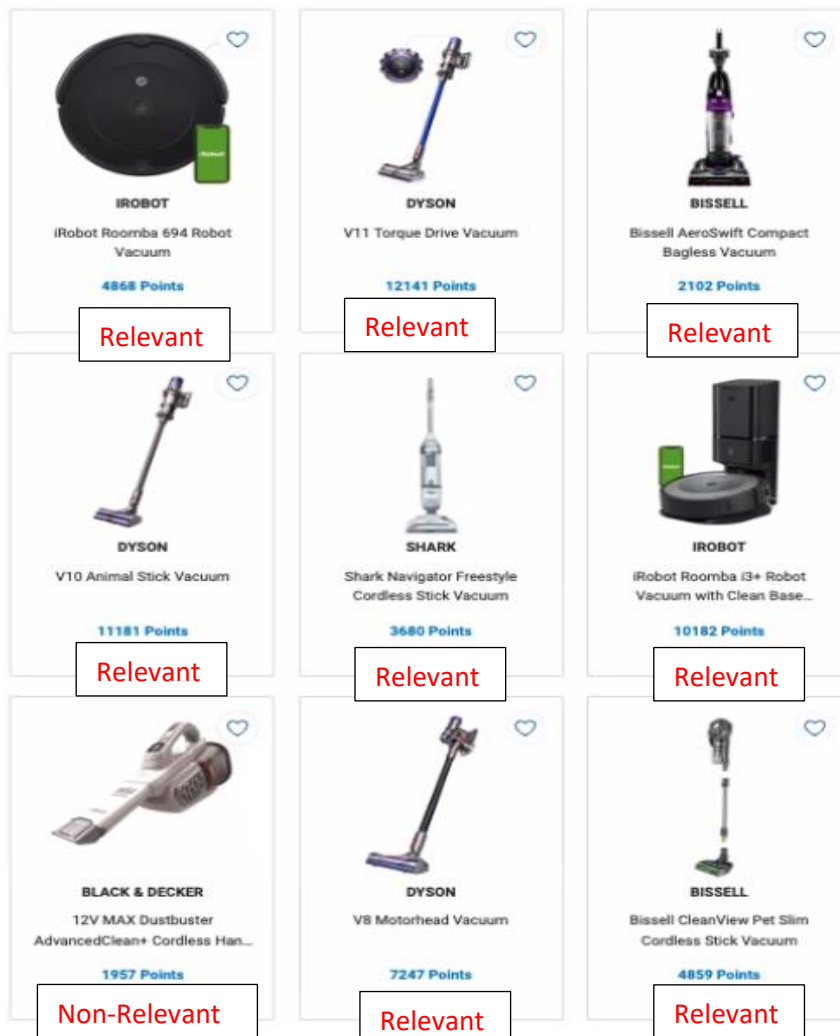 IROBOT
iRobot Roomba 694 Robot
Vacuum
4868 Points
Relevant
DYSON
V11 Torque Drive Vacuum
12141 Points
Relevant
BISSELL
Bissell AeroSwift Compact
Bagless Vacuum
2102 Points
Relevant
DYSON
V10 Animal Stick Vacuum
11181 Points
Relevant
SHARK
Shark Navigator Freestyle
Cordless Stick Vacuum
3680 Points
Relevant
IROBOT
iRobot Roomba i3+ Robot
Vacuum with Clean Base...
10182 Points
Relevant
BLACK & DECKER
12V MAX Dustbuster
AdvancedClean+ Cordless Han...
1957 Points
Non-Relevant
DYSON
V8 Motorhead Vacuum
7247 Points
Relevant
BISSELL
Bissell CleanView Pet Slim
Cordless Stick Vacuum
4859 Points
Relevant